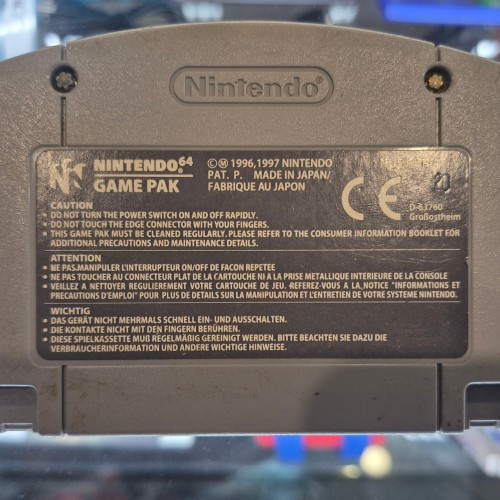 Nintendo®
NINTENDO⁶⁴
GAME PAK
©Ⓜ 1996,1997 NINTENDO
PAT. P. MADE IN JAPAN/
FABRIQUE AU JAPON
CE
D-63760
Großostheim
CAUTION
• DO NOT TURN THE POWER SWITCH ON AND OFF RAPIDLY.
• DO NOT TOUCH THE EDGE CONNECTOR WITH YOUR FINGERS.
• THIS GAME PAK MUST BE CLEANED REGULARLY. PLEASE REFER TO THE CONSUMER INFORMATION BOOKLET FOR
ADDITIONAL PRECAUTIONS AND MAINTENANCE DETAILS.
ATTENTION
• NE PAS MANIPULER L'INTERRUPTEUR ON/OFF DE FACON REPETEE
• NE PAS TOUCHER AU CONNECTEUR PLAT DE LA CARTOUCHE NI A LA PRISE METALLIQUE INTERIEURE DE LA CONSOLE
• VEILLEZ A NETTOYER REGULIEREMENT VOTRE CARTOUCHE DE JEU. REFEREZ-VOUS A LA NOTICE "INFORMATIONS ET
PRECAUTIONS D'EMPLOI" POUR PLUS DE DETAILS SUR LA MANIPULATION ET L'ENTRETIEN DE VOTRE SYSTEME NINTENDO.
WICHTIG
• DAS GERÄT NICHT MEHRMALS SCHNELL EIN- UND AUSSCHALTEN.
• DIE KONTAKTE NICHT MIT DEN FINGERN BERÜHREN.
• DIESE SPIELKASSETTE MUß REGELMÄßIG GEREINIGT WERDEN. BITTE BEACHTEN SIE DAZU DIE
VERBRAUCHERINFORMATION UND ANDERE WICHTIGE HINWEISE.